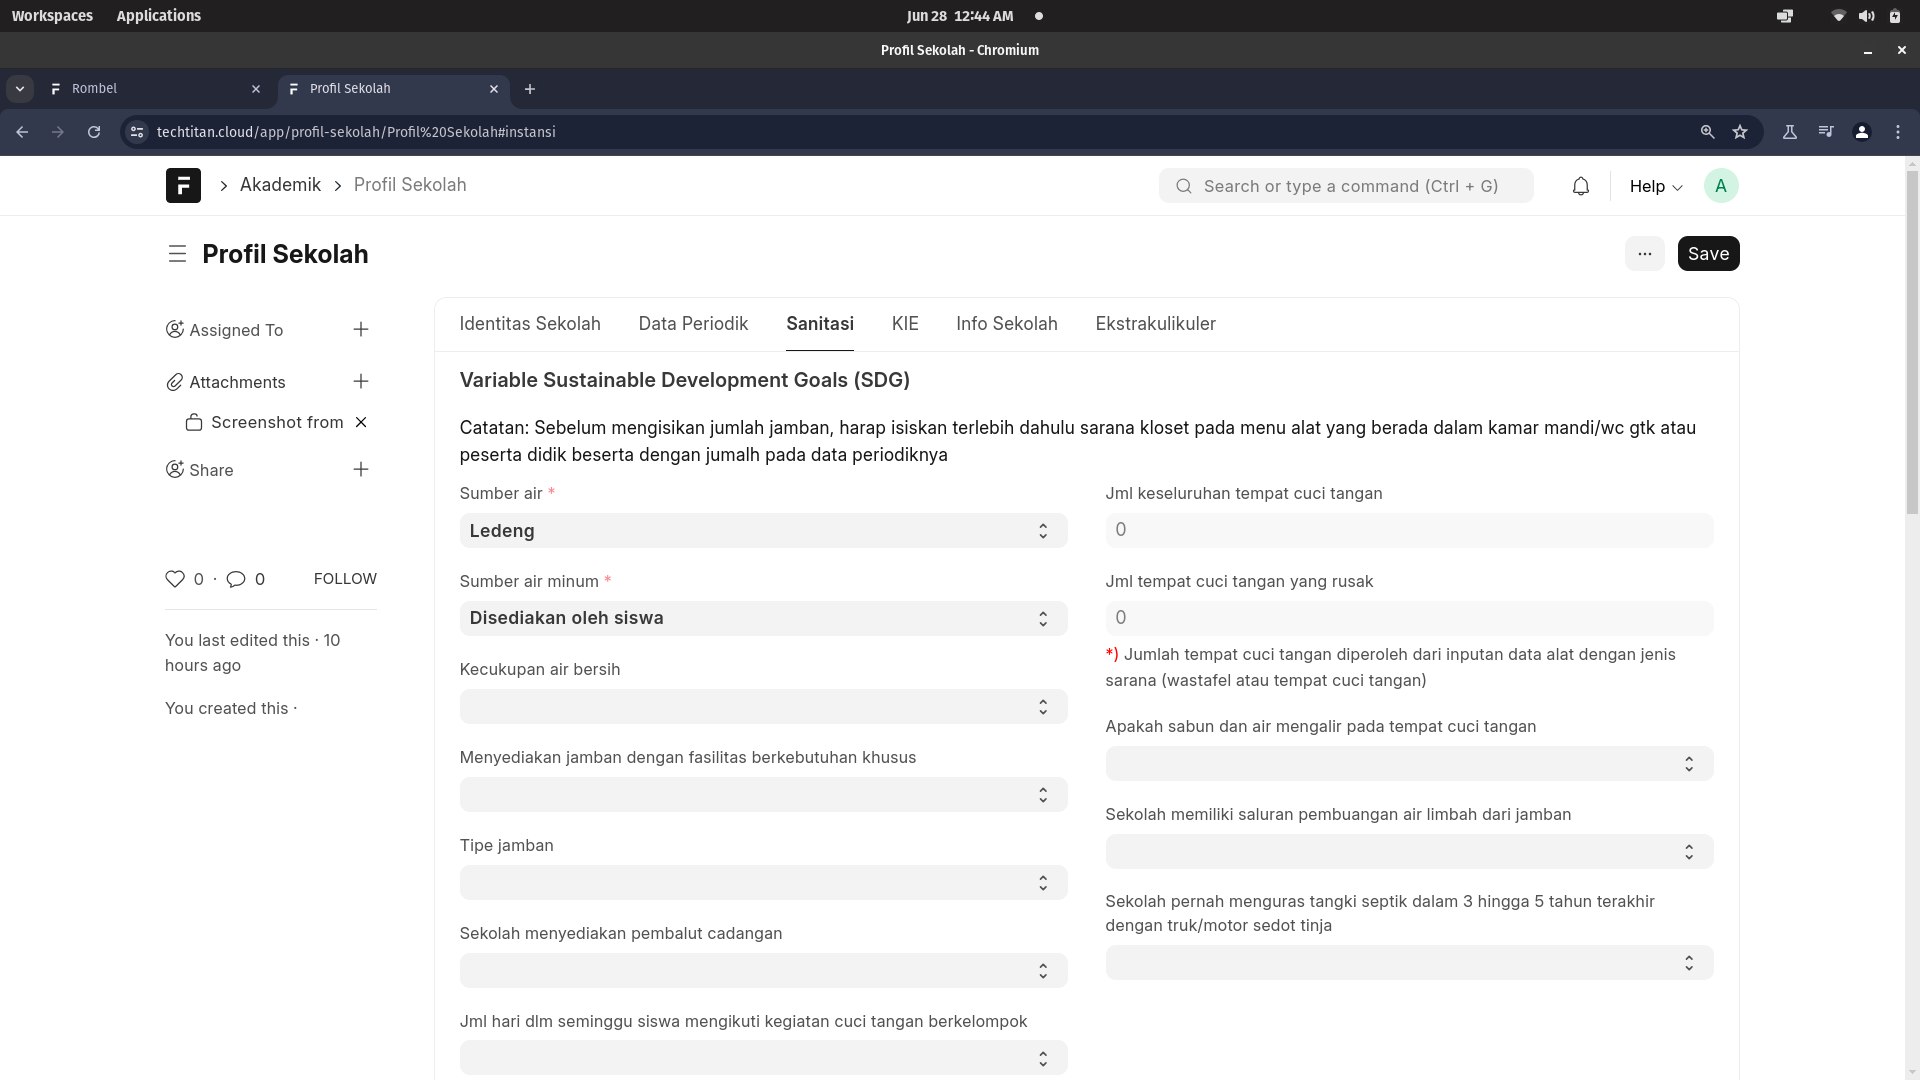 Workspaces Applications Jun 28 12:44 AM
Profil Sekolah - Chromium
Rombel Profil Sekolah
techtitan.cloud/app/profil-sekolah/Profil%20Sekolah#instansi
Akademik Profil Sekolah Search or type a command (Ctrl + G) Help A
Profil Sekolah ... Save
Assigned To
Attachments
Screenshot from
Share
0 · 0 FOLLOW
You last edited this · 10
hours ago
You created this ·
Identitas Sekolah Data Periodik Sanitasi KIE Info Sekolah Ekstrakulikuler
Variable Sustainable Development Goals (SDG)
Catatan: Sebelum mengisikan jumlah jamban, harap isiskan terlebih dahulu sarana kloset pada menu alat yang berada dalam kamar mandi/wc gtk atau
peserta didik beserta dengan jumalh pada data periodiknya
Sumber air *
Ledeng
Sumber air minum *
Disediakan oleh siswa
Kecukupan air bersih
Menyediakan jamban dengan fasilitas berkebutuhan khusus
Tipe jamban
Sekolah menyediakan pembalut cadangan
Jml hari dlm seminggu siswa mengikuti kegiatan cuci tangan berkelompok
Jml keseluruhan tempat cuci tangan
0
Jml tempat cuci tangan yang rusak
0
*) Jumlah tempat cuci tangan diperoleh dari inputan data alat dengan jenis
sarana (wastafel atau tempat cuci tangan)
Apakah sabun dan air mengalir pada tempat cuci tangan
Sekolah memiliki saluran pembuangan air limbah dari jamban
Sekolah pernah menguras tangki septik dalam 3 hingga 5 tahun terakhir
dengan truk/motor sedot tinja